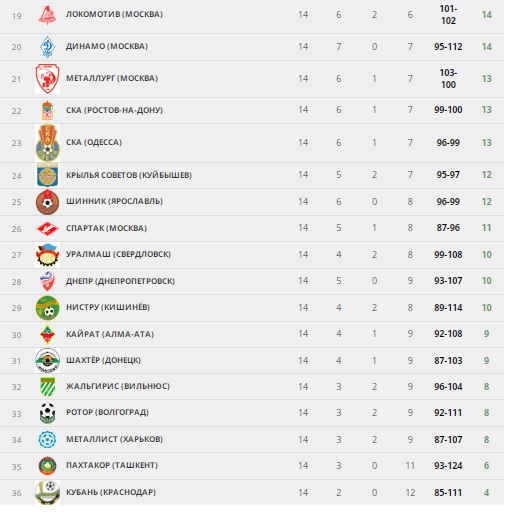 19 ЛОКОМОТИВ (МОСКВА) 14 6 2 6 101-102 14
20 ДИНАМО (МОСКВА) 14 7 0 7 95-112 14
21 МЕТАЛЛУРГ (МОСКВА) 14 6 1 7 103-100 13
22 СКА (РОСТОВ-НА-ДОНУ) 14 6 1 7 99-100 13
23 СКА (ОДЕССА) 14 6 1 7 96-99 13
24 КРЫЛЬЯ СОВЕТОВ (КУЙБЫШЕВ) 14 5 2 7 95-97 12
25 ШИННИК (ЯРОСЛАВЛЬ) 14 6 0 8 96-99 12
26 СПАРТАК (МОСКВА) 14 5 1 8 87-96 11
27 УРАЛМАШ (СВЕРДЛОВСК) 14 4 2 8 99-108 10
28 ДНЕПР (ДНЕПРОПЕТРОВСК) 14 5 0 9 93-107 10
29 НИСТРУ (КИШИНЁВ) 14 4 2 8 89-114 10
30 КАЙРАТ (АЛМА-АТА) 14 4 1 9 92-108 9
31 ШАХТЁР (ДОНЕЦК) 14 4 1 9 87-103 9
32 ЖАЛЬГИРИС (ВИЛЬНЮС) 14 3 2 9 96-104 8
33 РОТОР (ВОЛГОГРАД) 14 3 2 9 92-111 8
34 МЕТАЛЛИСТ (ХАРЬКОВ) 14 3 2 9 87-107 8
35 ПАХТАКОР (ТАШКЕНТ) 14 3 0 11 93-124 6
36 КУБАНЬ (КРАСНОДАР) 14 2 0 12 85-111 4